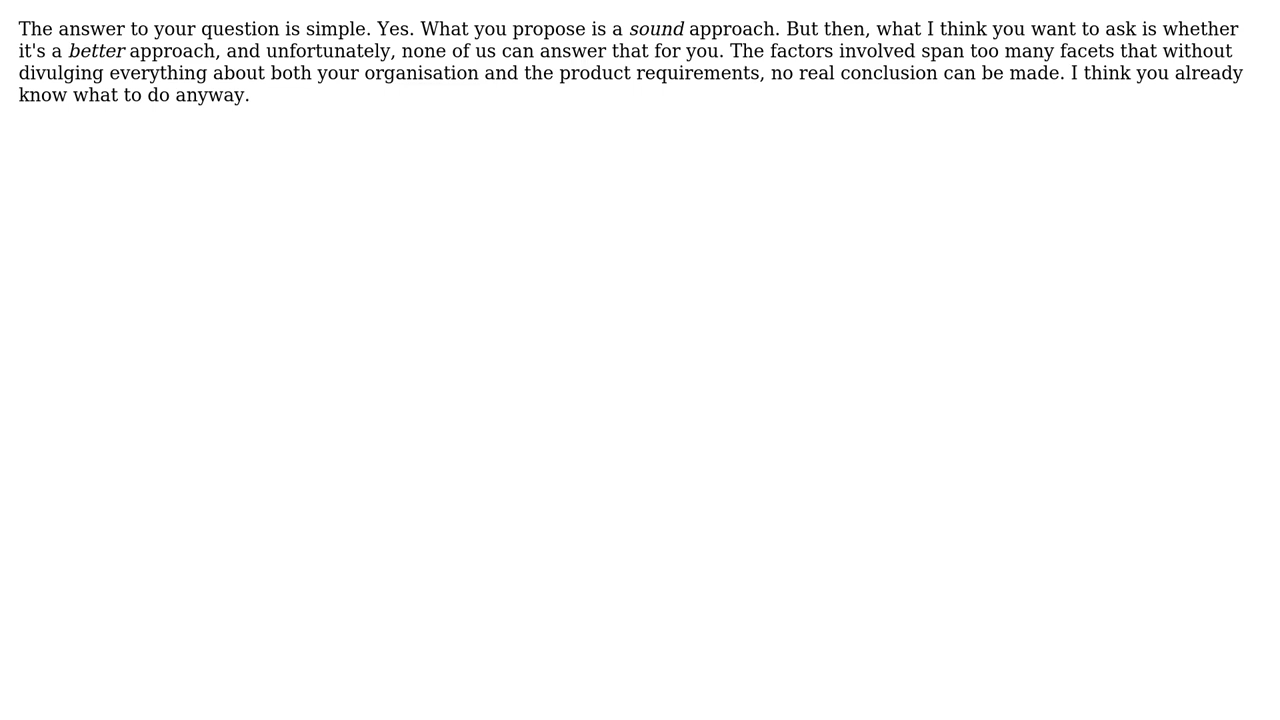 The answer to your question is simple. Yes. What you propose is a sound approach. But then, what I think you want to ask is whether
it's a better approach, and unfortunately, none of us can answer that for you. The factors involved span too many facets that without
divulging everything about both your organisation and the product requirements, no real conclusion can be made. I think you already
know what to do anyway.